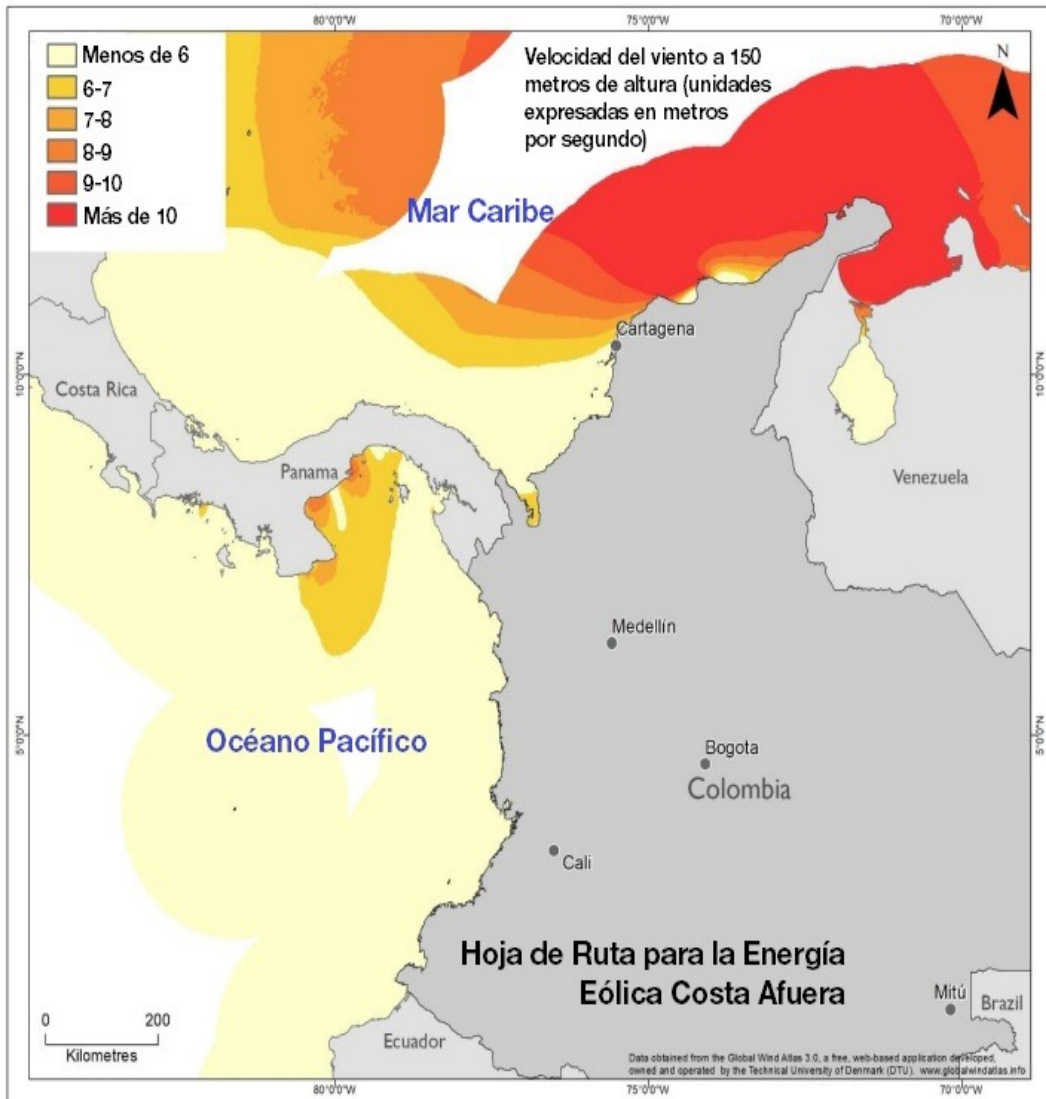 80°0'0"W
75°0'0"W
70°0'0"W
Menos de 6
6-7
7-8
8-9
9-10
Más de 10
Velocidad del viento a 150
metros de altura (unidades
expresadas en metros
por segundo)
N
Mar Caribe
Cartagena
10°0'0"N
10°0'0"N
Costa Rica
Panama
Venezuela
Medellín
5°0'0"N
5°0'0"N
Océano Pacífico
Bogota
Colombia
Cali
Hoja de Ruta para la Energía
Eólica Costa Afuera
Mitú
Brazil
0
200
Kilometres
Ecuador
Data obtained from the Global Wind Atlas 3.0, a free, web-based application developed,
owned and operated by the Technical University of Denmark (DTU). www.globalwindatlas.info
80°0'0"W
75°0'0"W
70°0'0"W